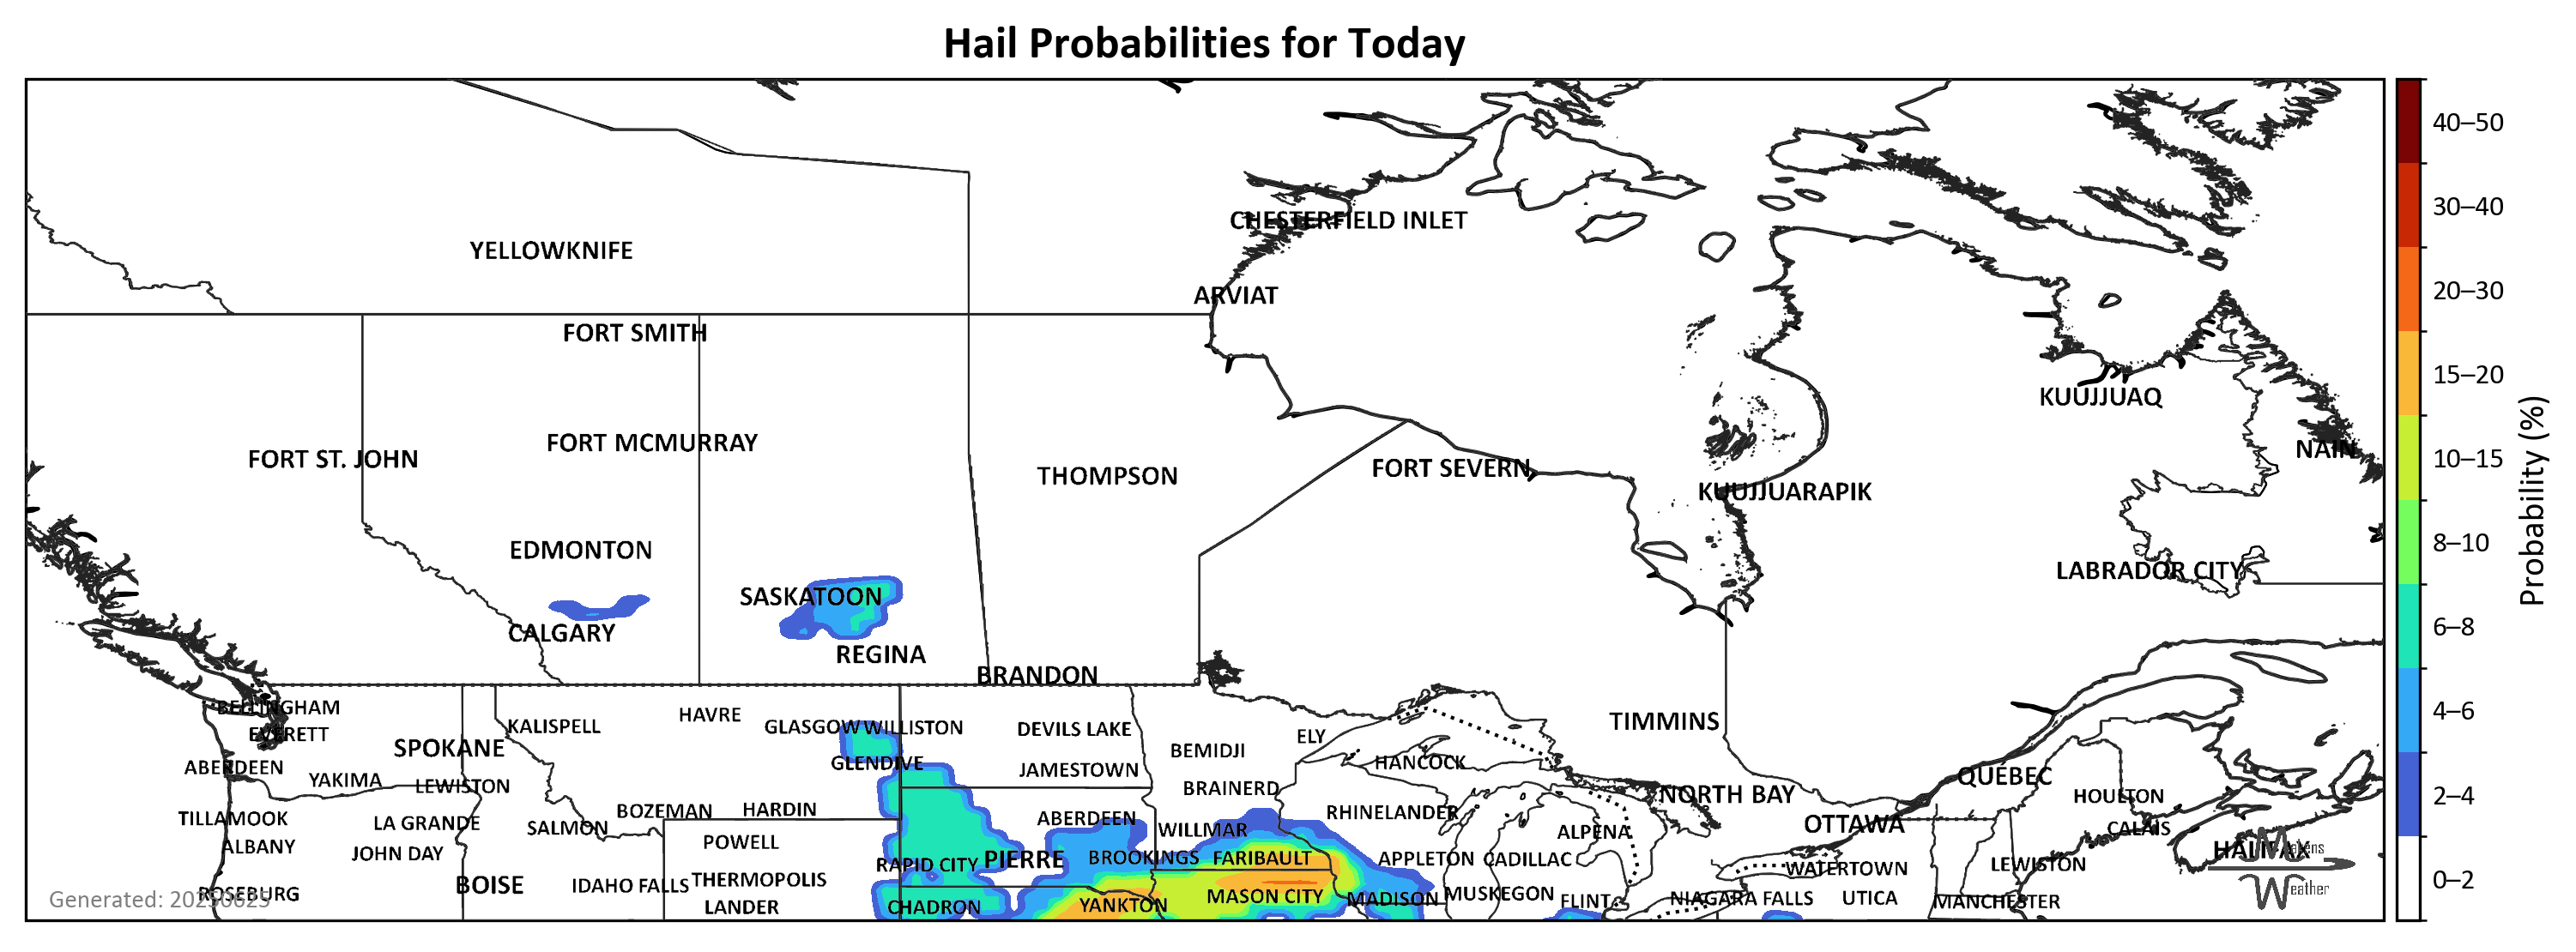 Hail Probabilities for Today
CHESTERFIELD INLET
YELLOWKNIFE
ARVIAT
FORT SMITH
KUUJJUAQ
FORT MCMURRAY
NAIN
FORT ST. JOHN
FORT SEVERN
THOMPSON
KUUJJUARAPIK
EDMONTON
LABRADOR CITY
SASKATOON
CALGARY
REGINA
BRANDON
BELLINGHAM
HAVRE
TIMMINS
KALISPELL
GLASGOW WILLISTON
DEVILS LAKE
EVERETT
ELY
SPOKANE
BEMIDJI
GLENDIVE
HANCOCK
ABERDEEN
JAMESTOWN
QUÉBEC
YAKIMA
LEWISTON
BRAINERD
NORTH BAY
HOULTON
BOZEMAN
HARDIN
RHINELANDER
TILLAMOOK
ABERDEEN
LA GRANDE
SALMON
WILLMAR
ALPENA
OTTAWA
CALAIS
POWELL
ALBANY
JOHN DAY
HALIFAX
RAPID CITY
PIERRE
BROOKINGS
FARIBAULT
APPLETON
CADILLAC
LEWISTON
WATERTOWN
BOISE
IDAHO FALLS
THERMOPOLIS
ROSEBURG
MASON CITY
MADISON
MUSKEGON
FLINT
NIAGARA FALLS
UTICA
MANCHESTER
LANDER
CHADRON
YANKTON
Generated: 20250629
eather
40–50
30–40
20–30
15–20
10–15
8–10
6–8
4–6
2–4
0–2
Probability (%)